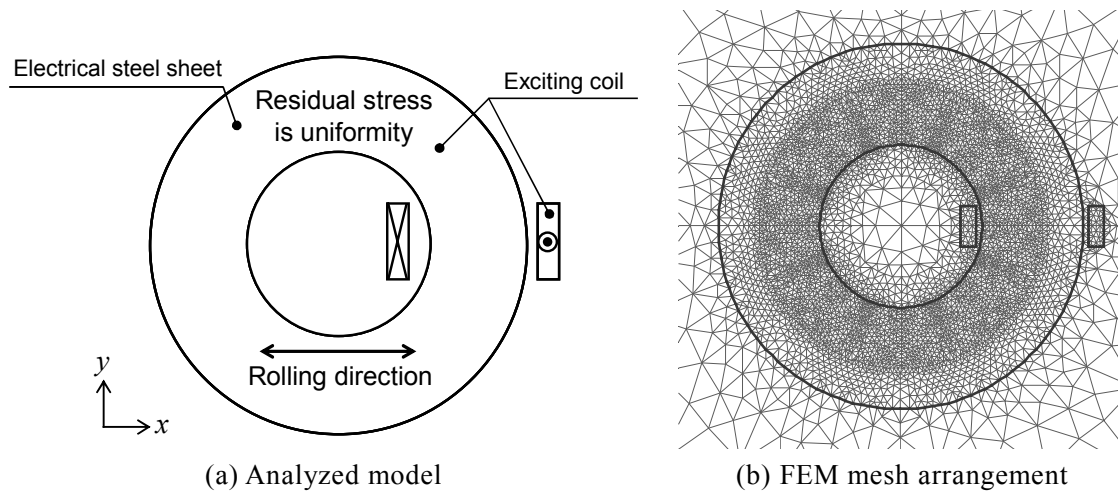 Electrical steel sheet
Residual stress
is uniformity
Exciting coil
Rolling direction
y
x
(a) Analyzed model
(b) FEM mesh arrangement